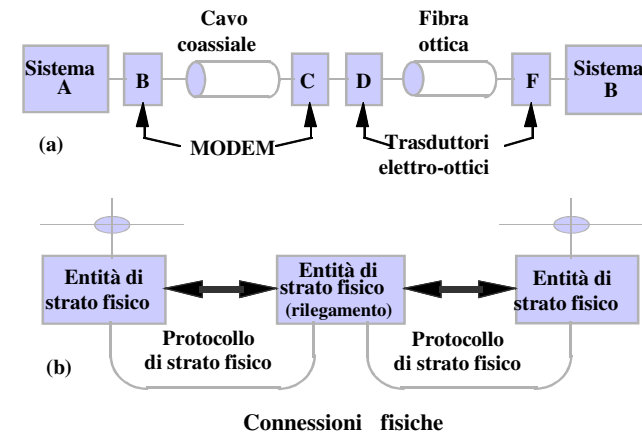 Cavo
coassiale
Fibra
ottica
Sistema
A
B
C
D
F
Sistema
B
(a)
MODEM
Trasduttori
elettro-ottici
Entità di
strato fisico
Entità di
strato fisico
(rilegamento)
Entità di
strato fisico
Protocollo
di strato fisico
Protocollo
di strato fisico
(b)
Connessioni fisiche